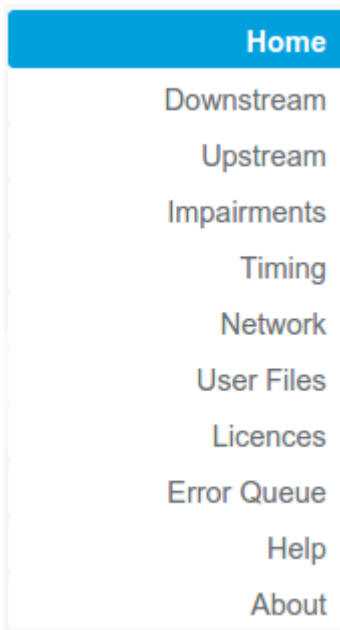 Home
Downstream
Upstream
Impairments
Timing
Network
User Files
Licences
Error Queue
Help
About